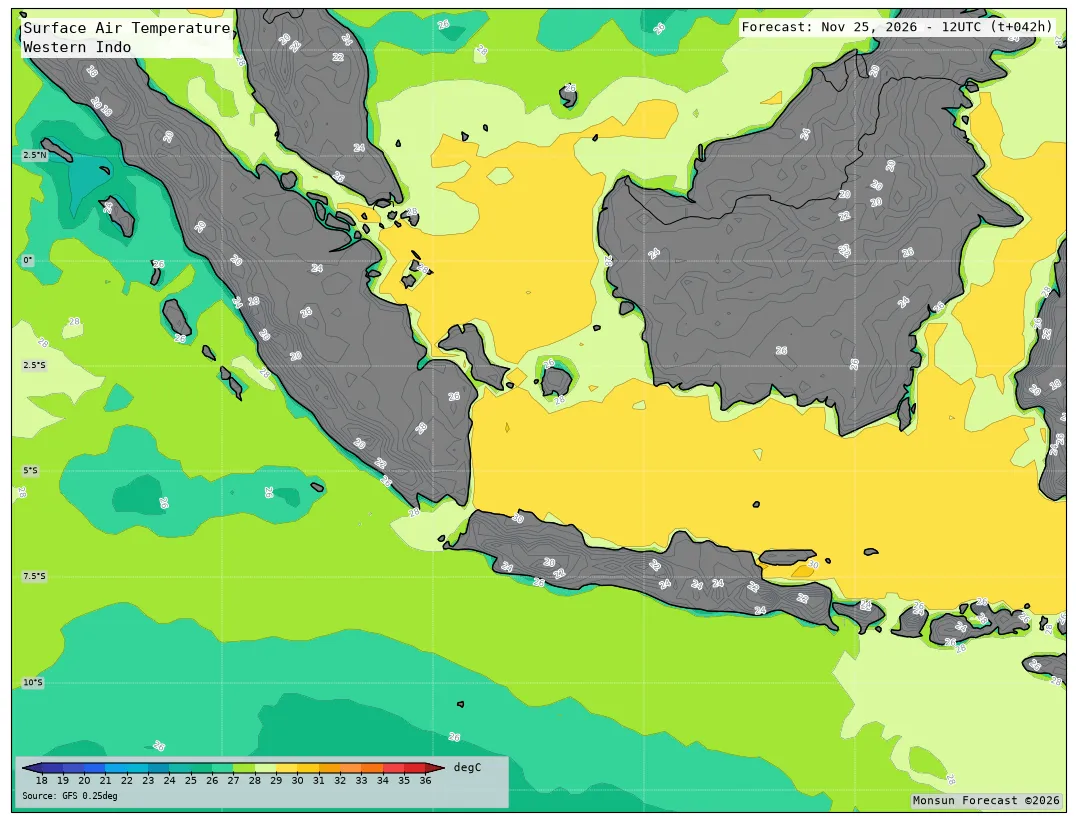 Surface Air Temperature
Western Indo
Forecast: Nov 25, 2026 - 12UTC (t+042h)
2.5°N
0°
2.5°S
5°S
7.5°S
10°S
18 19 20 21 22 23 24 25 26 27 28 29 30 31 32 33 34 35 36 degC
Source: GFS 0.25deg
Monsun Forecast ©2026